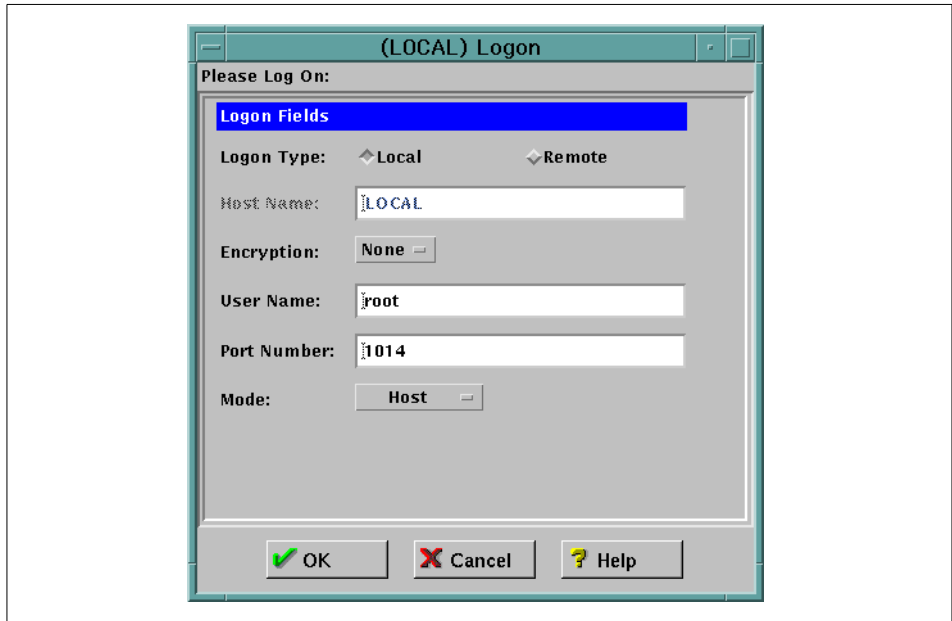 (LOCAL) Logon
Please Log On:
Logon Fields
Logon Type: Local Remote
Host Name: LOCAL
Encryption: None
User Name: root
Port Number: 1014
Mode: Host
OK Cancel ? Help